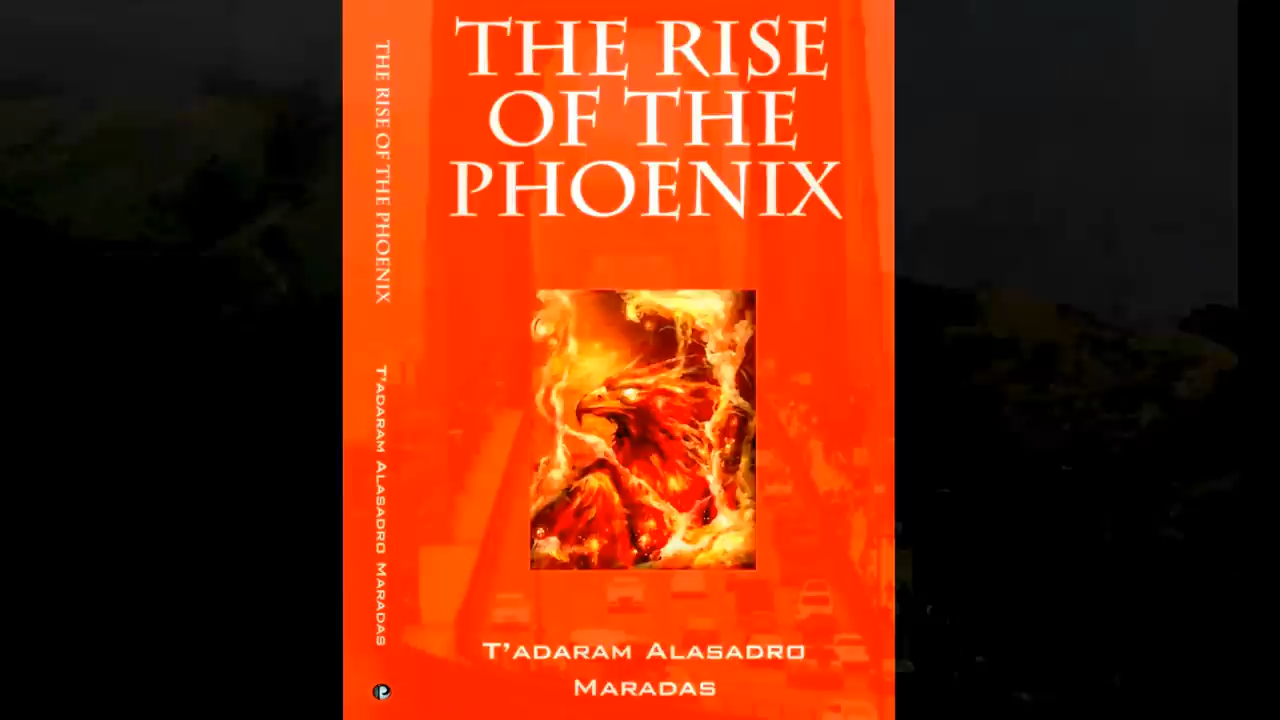 THE RISE
OF THE
PHOENIX
T'ADARAM ALASADRO
MARADAS
THE RISE OF THE PHOENIX
T'ADARAM ALASADRO MARADAS
P